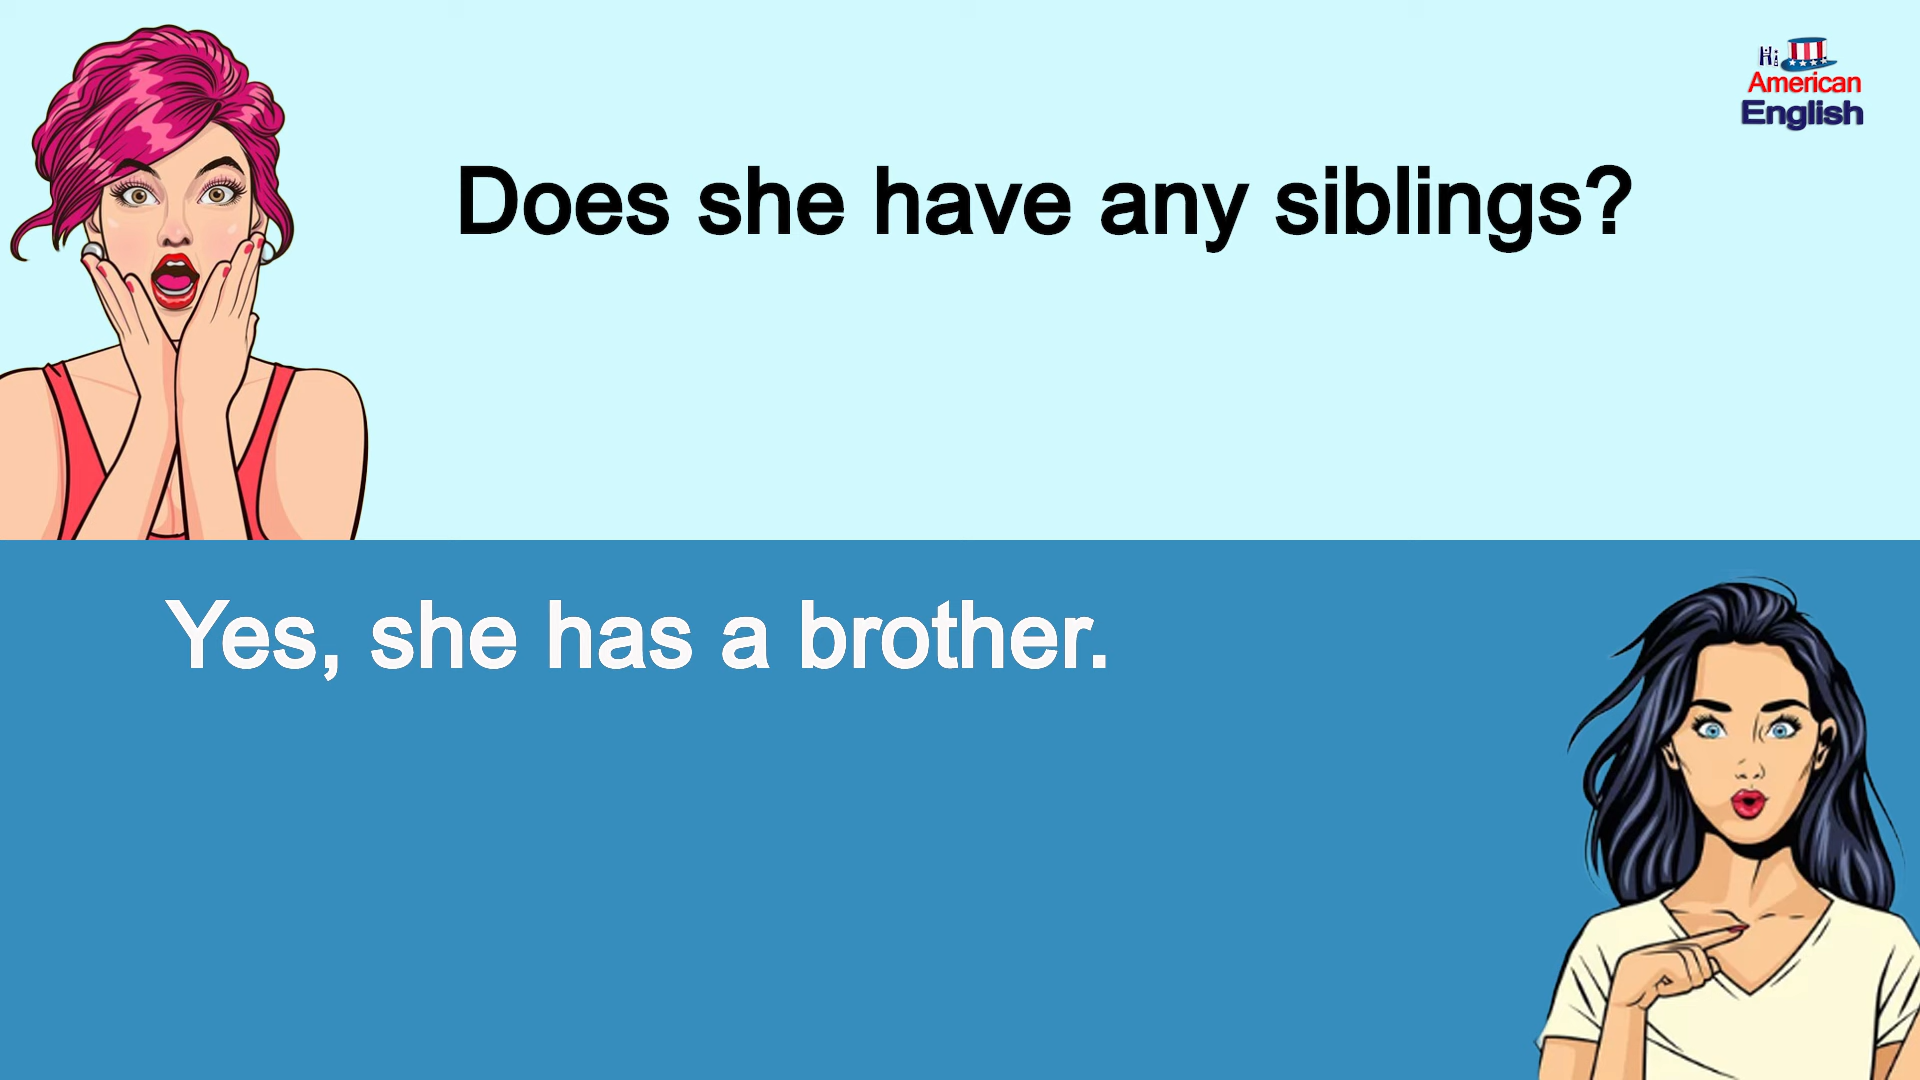 Hi
American
English
Does she have any siblings?
Yes, she has a brother.